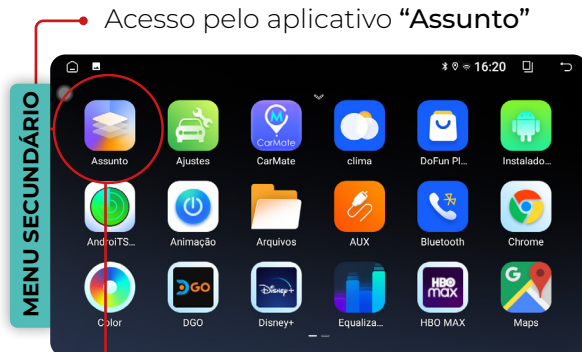 Acesso pelo aplicativo “Assunto”
MENU SECUNDÁRIO
16:20
M
CarMate
Assunto Ajustes CarMate clima DoFun Pl... Instalado...
DGO
Disney+
HBO
max
G
AndroiTS... Animação Arquivos AUX Bluetooth Chrome
Color DGO Disney+ Equaliza... HBO MAX Maps